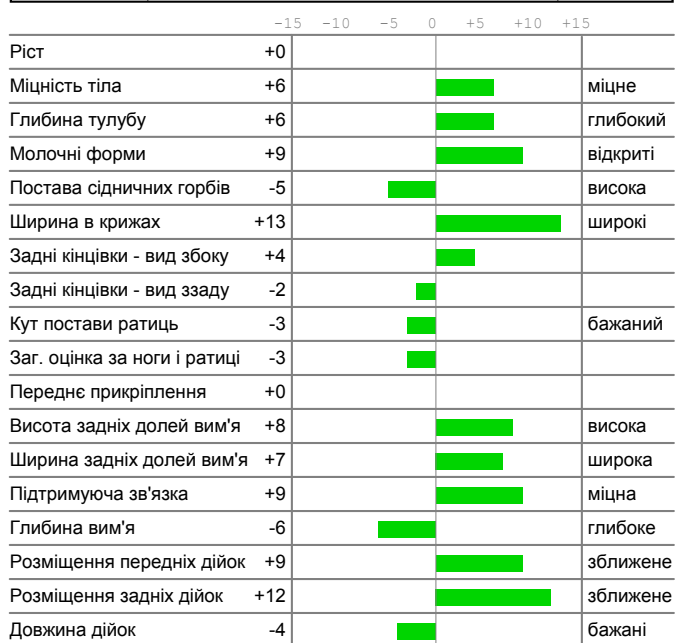 -15 -10 -5 0 +5 +10 +15
Ріст +0
Міцність тіла +6 міцне
Глибина тулубу +6 глибокий
Молочні форми +9 відкриті
Постава сідничних горбів -5 висока
Ширина в крижах +13 широкі
Задні кінцівки - вид збоку +4
Задні кінцівки - вид ззаду -2
Кут постави ратиць -3 бажаний
Заг. оцінка за ноги і ратиці -3
Переднє прикріплення +0
Висота задніх долей вим'я +8 висока
Ширина задніх долей вим'я +7 широка
Підтримуюча зв'язка +9 міцна
Глибина вим'я -6 глибоке
Розміщення передніх дійок +9 зближене
Розміщення задніх дійок +12 зближене
Довжина дійок -4 бажані